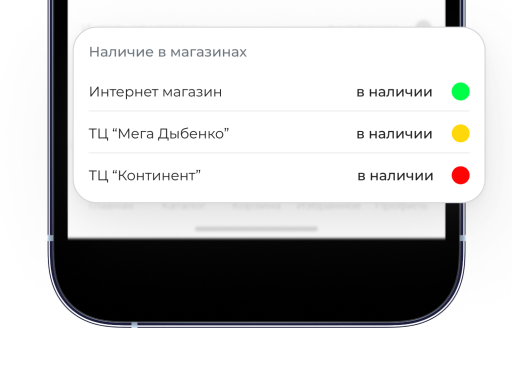 Наличие в магазинах
Интернет магазин в наличии
ТЦ “Мега Дыбенко” в наличии
ТЦ “Континент” в наличии